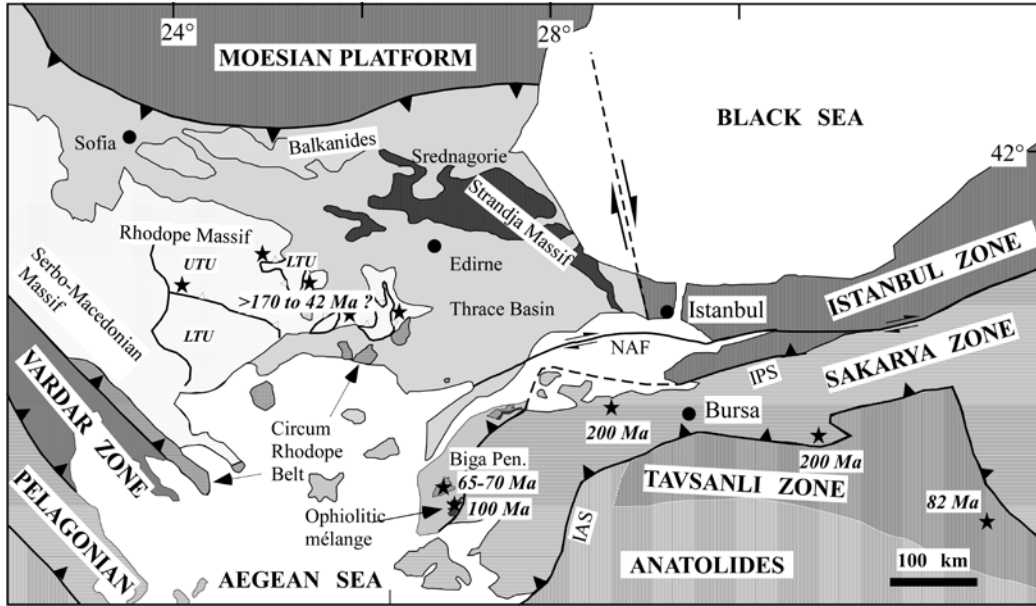 24°
28°
MOESIAN PLATFORM
BLACK SEA
Sofia
Balkanides
42°
Srednagorie
Strandja Massif
Rhodope Massif
UTU
LTU
Edirne
>170 to 42 Ma ?
Thrace Basin
Serbo-Macedonian
Massif
LTU
Istanbul
ISTANBUL ZONE
NAF
IPS
SAKARYA ZONE
VARDAR ZONE
Bursa
200 Ma
200 Ma
Circum
Rhodope
Belt
Biga Pen.
65-70 Ma
100 Ma
TAVSANLI ZONE
82 Ma
PELAGONIAN
Ophiolitic
mélange
IAS
AEGEAN SEA
ANATOLIDES
100 km